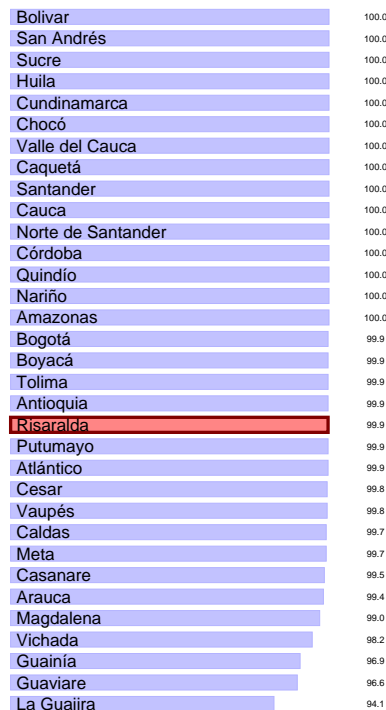 Bolivar 100.0
San Andrés 100.0
Sucre 100.0
Huila 100.0
Cundinamarca 100.0
Chocó 100.0
Valle del Cauca 100.0
Caquetá 100.0
Santander 100.0
Cauca 100.0
Norte de Santander 100.0
Córdoba 100.0
Quindío 100.0
Nariño 100.0
Amazonas 100.0
Bogotá 99.9
Boyacá 99.9
Tolima 99.9
Antioquia 99.9
Risaralda 99.9
Putumayo 99.9
Atlántico 99.9
Cesar 99.8
Vaupés 99.8
Caldas 99.7
Meta 99.7
Casanare 99.5
Arauca 99.4
Magdalena 99.0
Vichada 98.2
Guainía 96.9
Guaviare 96.6
La Guajira 94.1